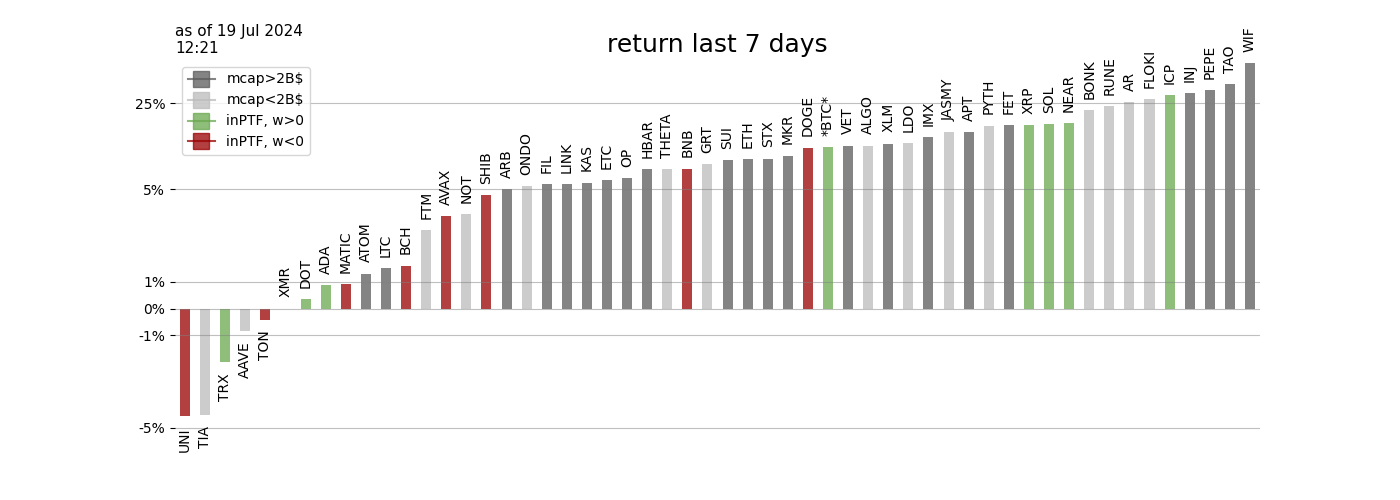 as of 19 Jul 2024
12:21
return last 7 days
mcap>2B$
mcap<2B$
inPTF, w>0
inPTF, w<0
25%
5%
1%
0%
-1%
-5%
UNI
TIA
TRX
AAVE
TON
XMR
DOT
ADA
MATIC
ATOM
LTC
BCH
FTM
AVAX
NOT
SHIB
ARB
ONDO
FIL
LINK
KAS
ETC
OP
HBAR
THETA
BNB
GRT
SUI
ETH
STX
MKR
DOGE
*BTC*
VET
ALGO
XLM
LDO
IMX
JASMY
APT
PYTH
FET
XRP
SOL
NEAR
BONK
RUNE
AR
FLOKI
ICP
INJ
PEPE
TAO
WIF